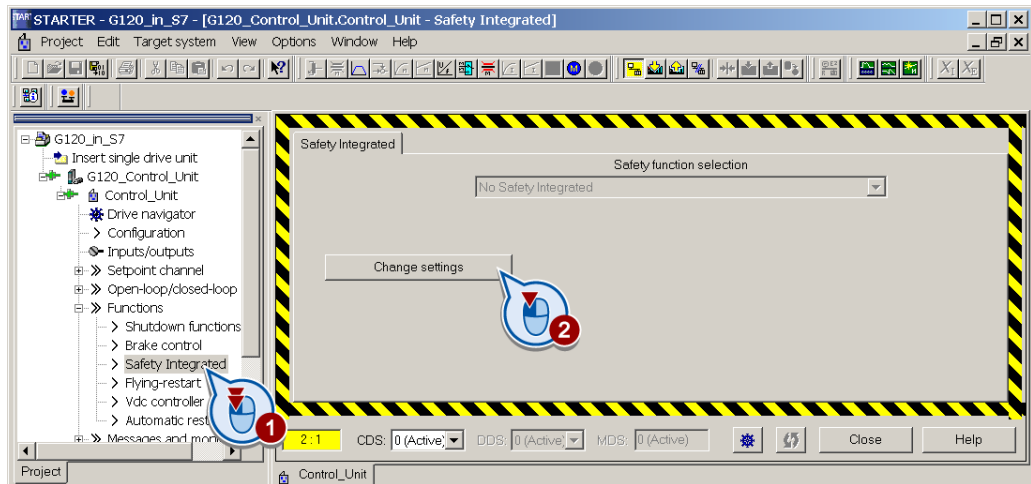 STARTER - G120_in_S7 - [G120_Control_Unit.Control_Unit - Safety Integrated]
Project Edit Target system View Options Window Help
G120_in_S7
Insert single drive unit
G120_Control_Unit
Control_Unit
Drive navigator
Configuration
Inputs/outputs
Setpoint channel
Open-loop/closed-loop
Functions
Shutdown functions
Brake control
Safety Integrated
Flying-restart
Vdc controller
Automatic rest
Messages and mon
Project
Safety Integrated
Safety function selection
No Safety Integrated
Change settings
1
2
2:1 CDS: 0 (Active) DDS: 0 (Active) MDS: 0 (Active) Close Help
Control_Unit